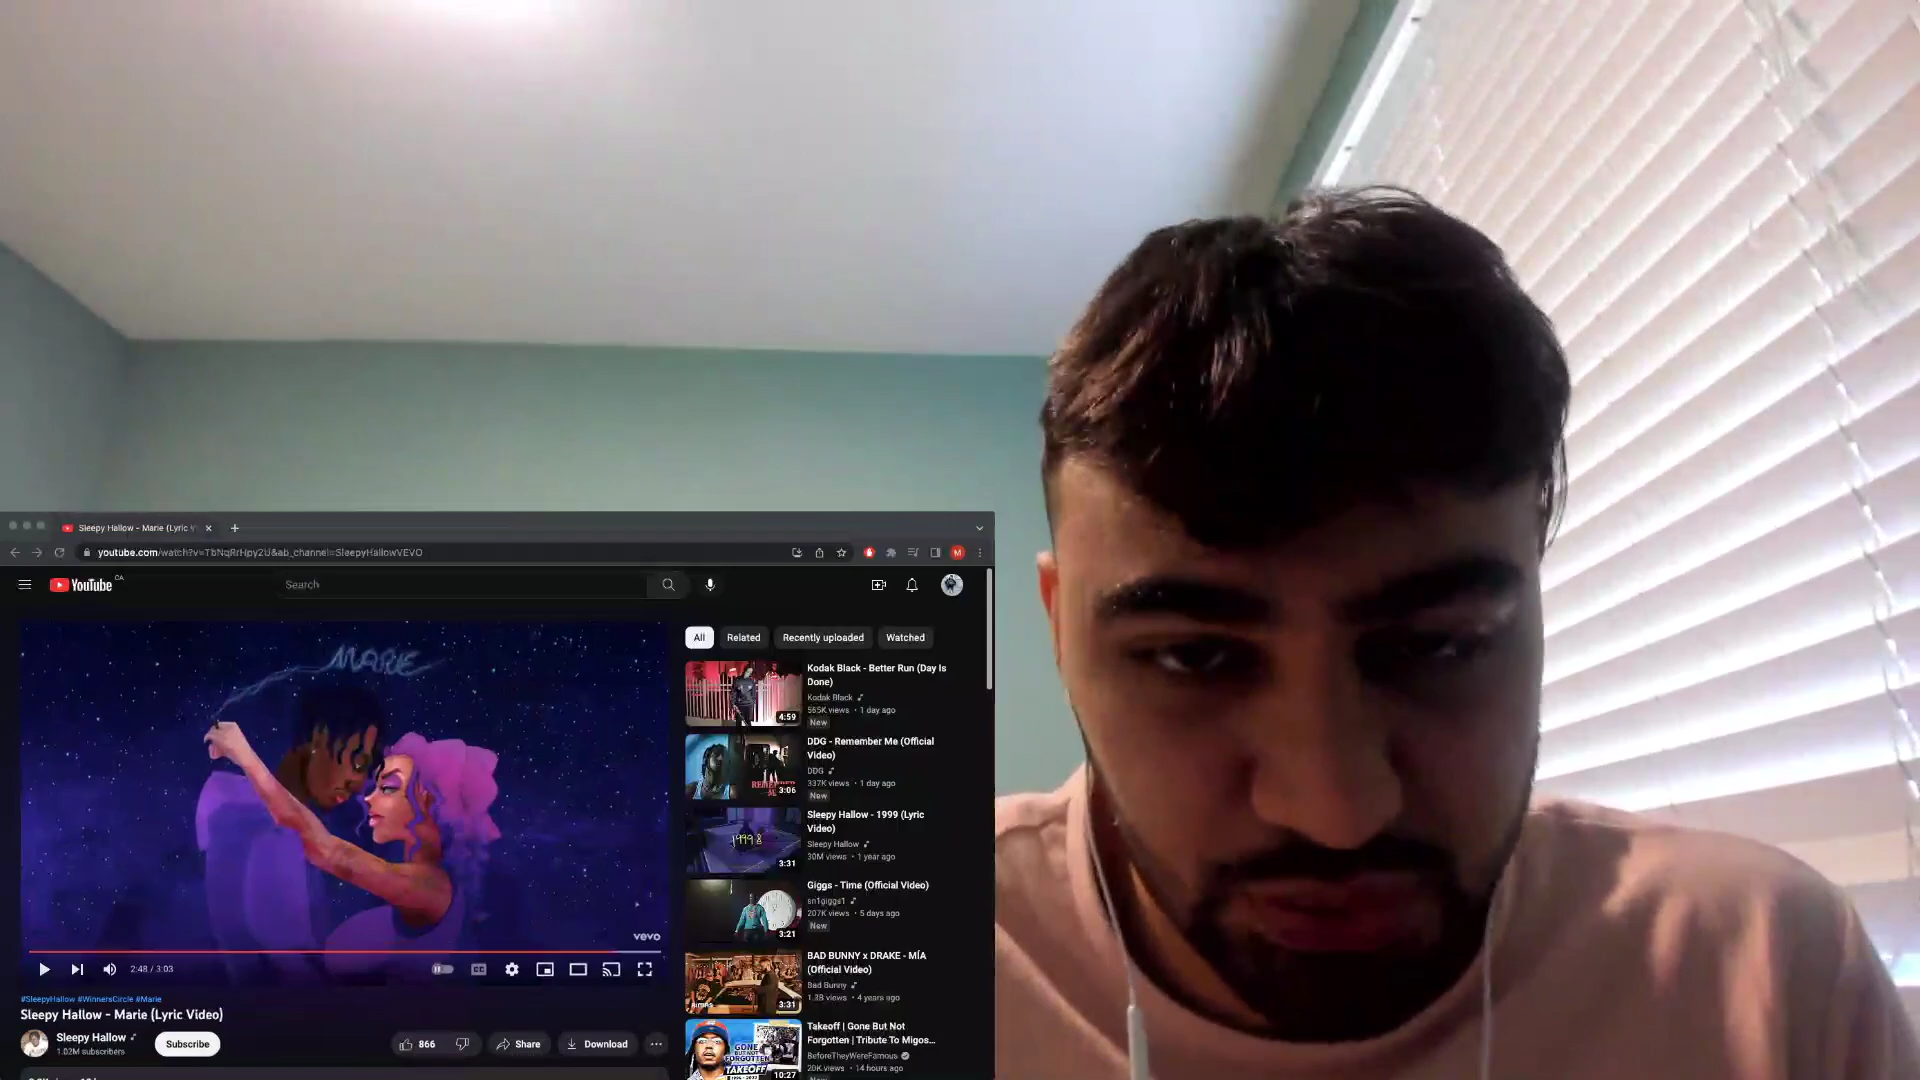 Sleepy Hallow - Marie (Lyric V
youtube.com/watch?v=TbNqRrHpy2U&ab_channel=SleepyHallowVEVO
M
YouTube CA
Search
MARIE
vevo
2:48 / 3:03
#SleepyHallow #WinnersCircle #Marie
Sleepy Hallow - Marie (Lyric Video)
Sleepy Hallow
1.02M subscribers
Subscribe
866
Share
Download
All
Related
Recently uploaded
Watched
4:59
Kodak Black - Better Run (Day Is
Done)
Kodak Black
565K views • 1 day ago
New
3:06
DDG - Remember Me (Official
Video)
DDG
337K views • 1 day ago
New
3:31
Sleepy Hallow - 1999 (Lyric
Video)
Sleepy Hallow
30M views • 1 year ago
3:21
Giggs - Time (Official Video)
sn1giggs1
207K views • 5 days ago
New
3:31
BAD BUNNY x DRAKE - MÍA
(Official Video)
Bad Bunny
1.3B views • 4 years ago
GONE
BUT NOT
FORGOTTEN
TAKEOFF
10:27
Takeoff | Gone But Not
Forgotten | Tribute To Migos...
BeforeTheyWereFamous
20K views • 14 hours ago